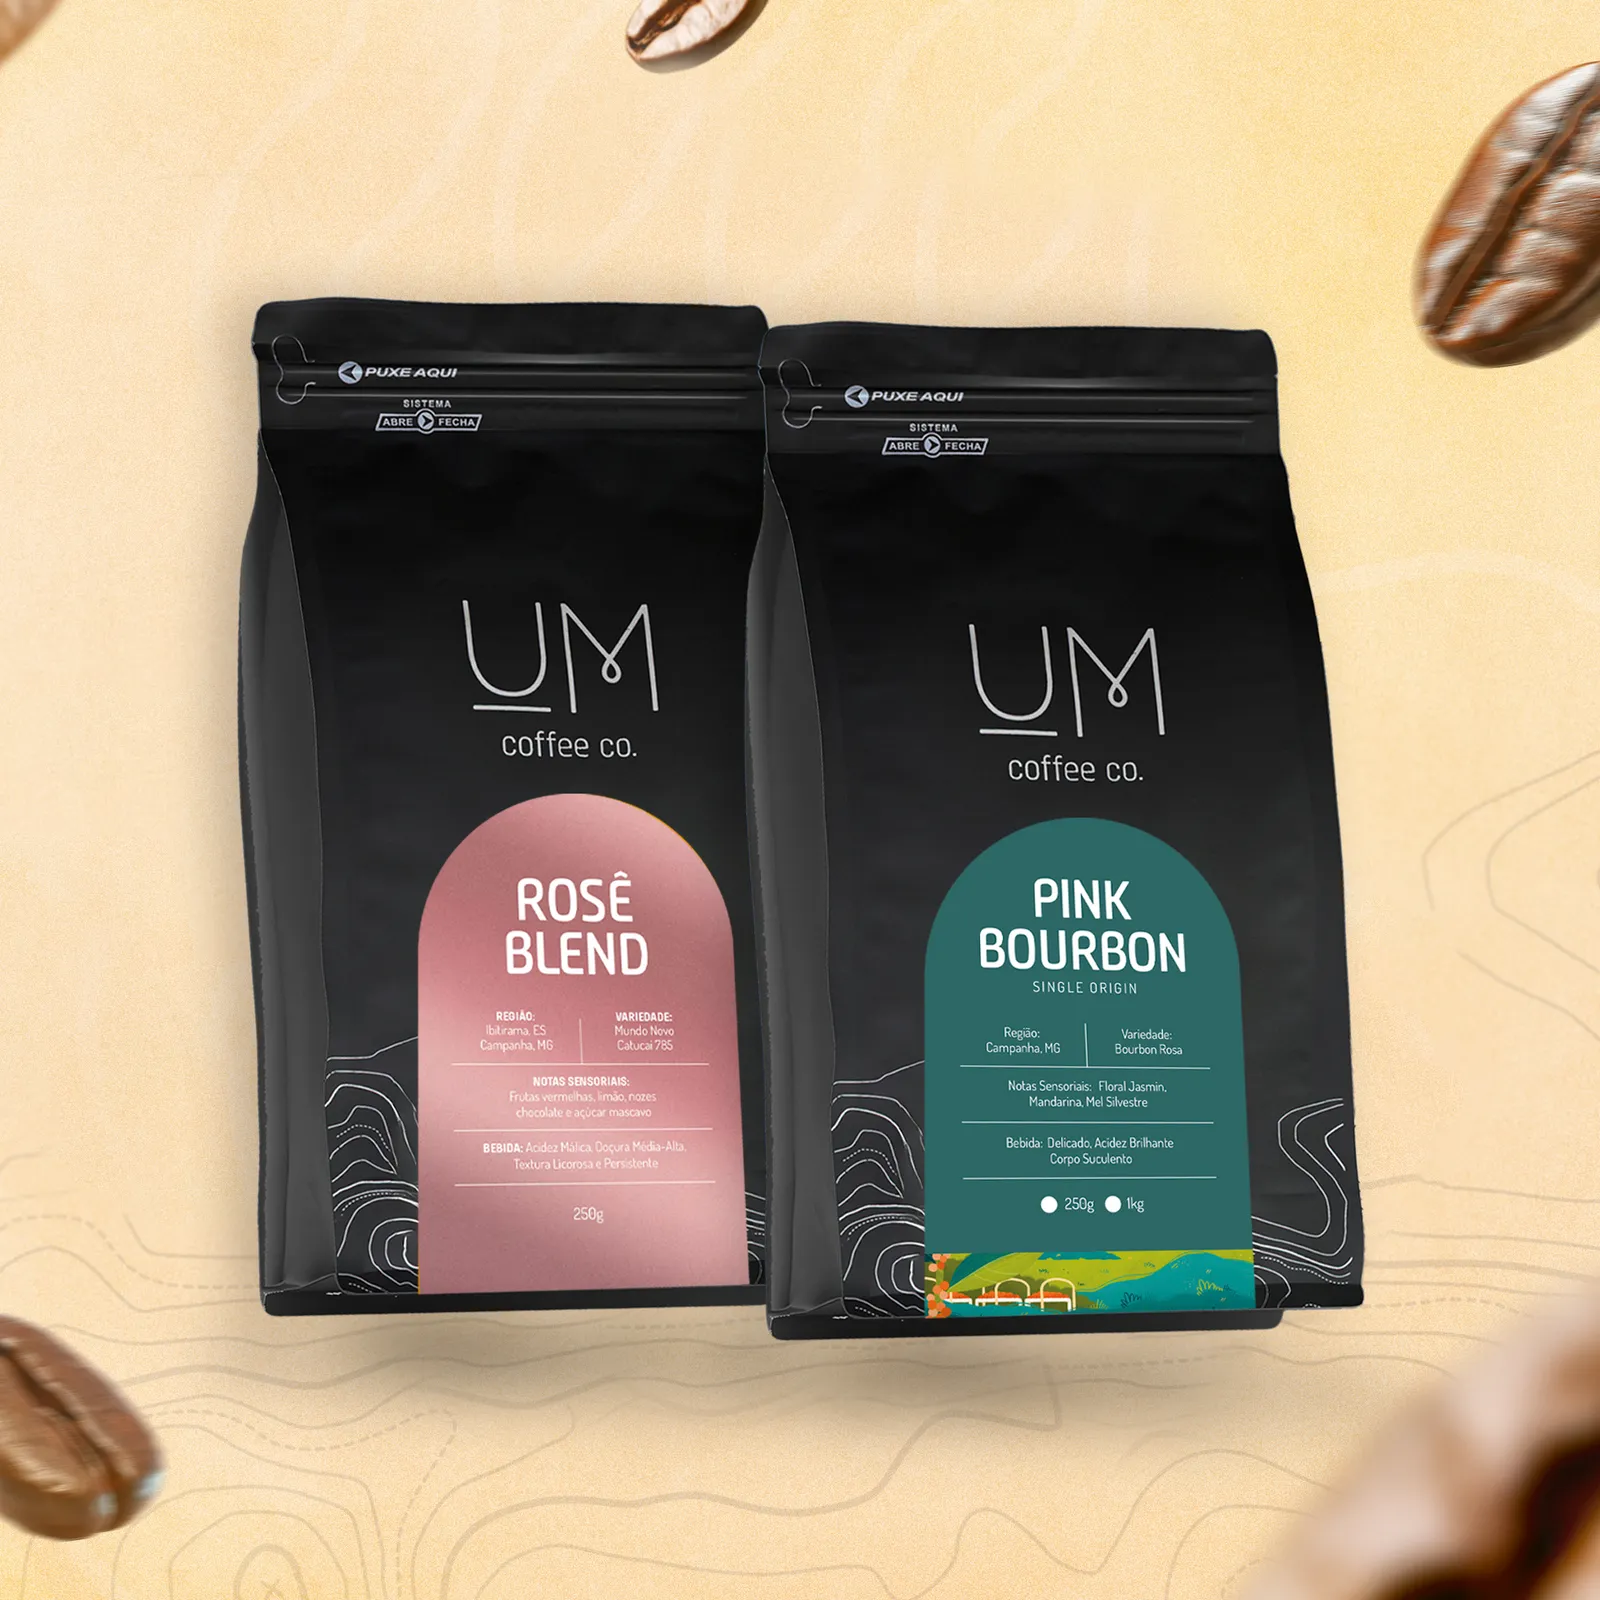 PUXE AQUI
SISTEMA
ABRE FECHA
UM
coffee co.
ROSÊ
BLEND
REGIÃO:
Ibitirama, ES
Campanha, MG
VARIEDADE:
Mundo Novo
Catucai 785
NOTAS SENSORIAIS:
Frutas vermelhas, limão, nozes
chocolate e açúcar mascavo
BEBIDA: Acidez Málica, Doçura Média-Alta,
Textura Licorosa e Persistente
250g
PUXE AQUI
SISTEMA
ABRE FECHA
UM
coffee co.
PINK
BOURBON
SINGLE ORIGIN
Região:
Campanha, MG
Variedade:
Bourbon Rosa
Notas Sensoriais: Floral Jasmin,
Mandarina, Mel Silvestre
Bebida: Delicado, Acidez Brilhante
Corpo Suculento
250g 1kg